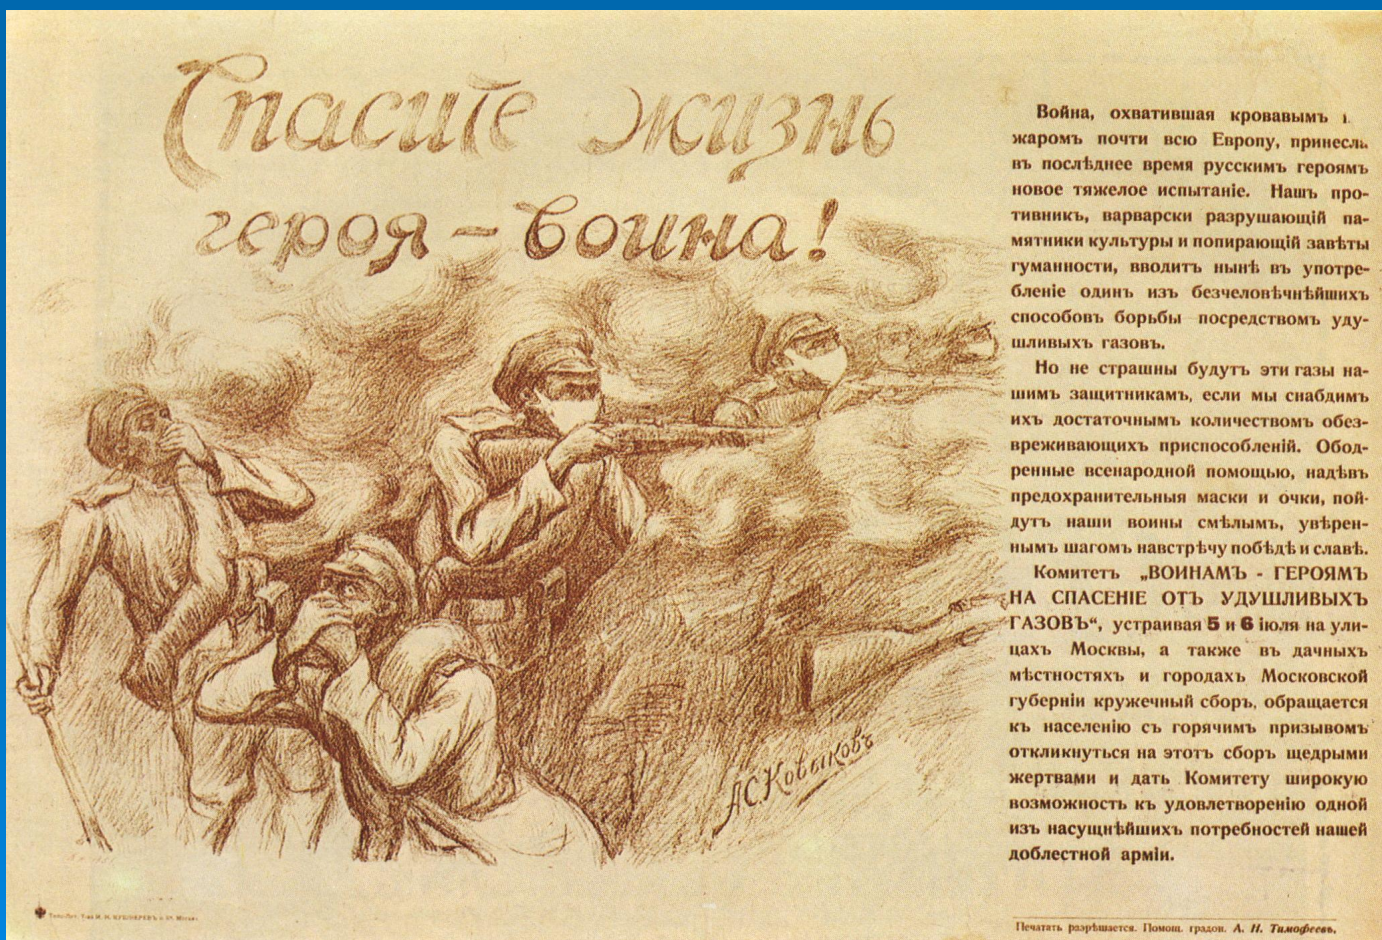 Спасите жизнь
героя - воина!
Война, охватившая кровавымъ
жаромъ почти всю Европу, принесла
въ послѣднее время русскимъ героямъ
новое тяжелое испытаніе. Нашъ про-
тивникъ, варварски разрушающій па-
мятники культуры и попирающій завѣты
гуманности, вводитъ нынѣ въ употре-
бленіе одинъ изъ безчеловѣчнѣйшихъ
способовъ борьбы посредствомъ уду-
шливыхъ газовъ.
Но не страшны будутъ эти газы на-
шимъ защитникамъ, если мы снабдимъ
ихъ достаточнымъ количествомъ обез-
вреживающихъ приспособленій. Обод-
ренные всенародной помощью, надѣвъ
предохранительныя маски и очки, пой-
дутъ наши воины смѣлымъ, увѣрен-
нымъ шагомъ навстрѣчу побѣдѣ и славѣ.
Комитетъ „ВОИНАМЪ - ГЕРОЯМЪ
НА СПАСЕНІЕ ОТЪ УДУШЛИВЫХЪ
ГАЗОВЪ“, устраивая 5 и 6 іюля на ули-
цахъ Москвы, а также въ дачныхъ
мѣстностяхъ и городахъ Московской
губерніи кружечный сборъ, обращается
къ населенію съ горячимъ призывомъ
откликнуться на этотъ сборъ щедрыми
жертвами и дать Комитету широкую
возможность къ удовлетворенію одной
изъ насущнѣйшихъ потребностей нашей
доблестной арміи.
А.С.Ковыковъ
Т-ва И. Н. КУШНЕРЕВЪ и Кº. Москва
Печатать разрѣшается. Помощ. градон. А. Н. Тимофеевъ.